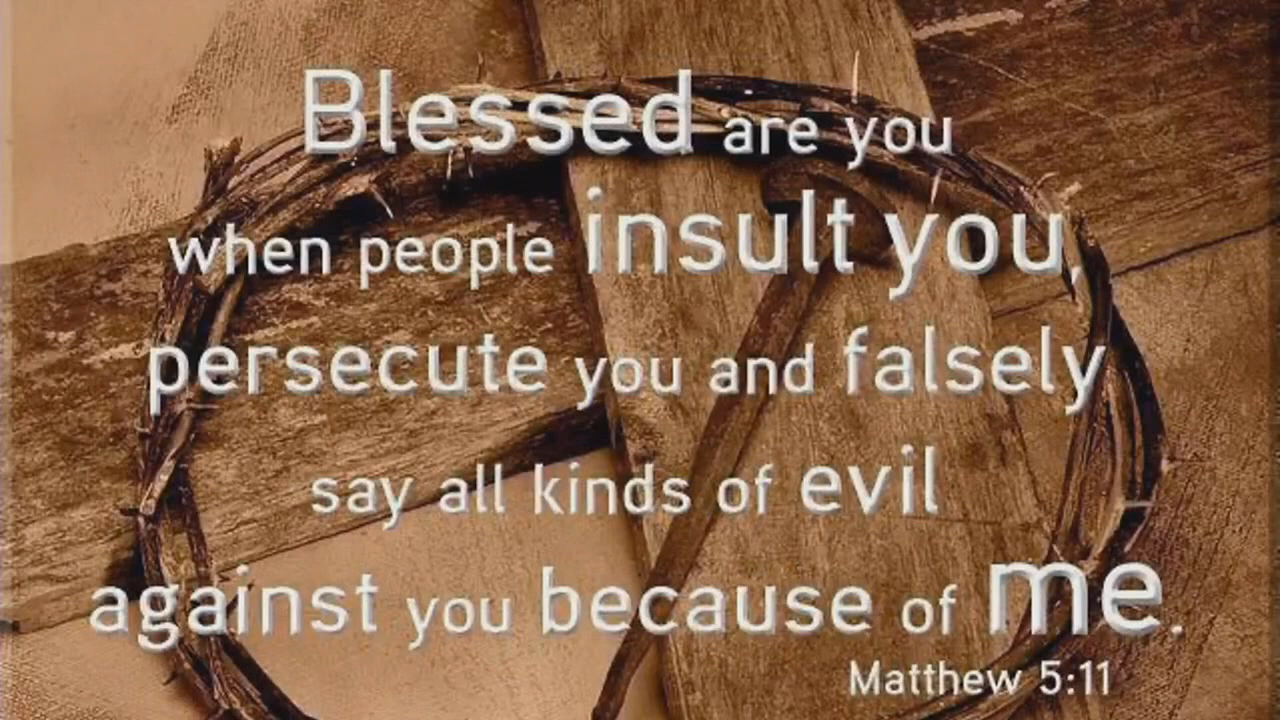 Blessed are you
when people insult you,
persecute you and falsely
say all kinds of evil
against you because of me.
Matthew 5:11